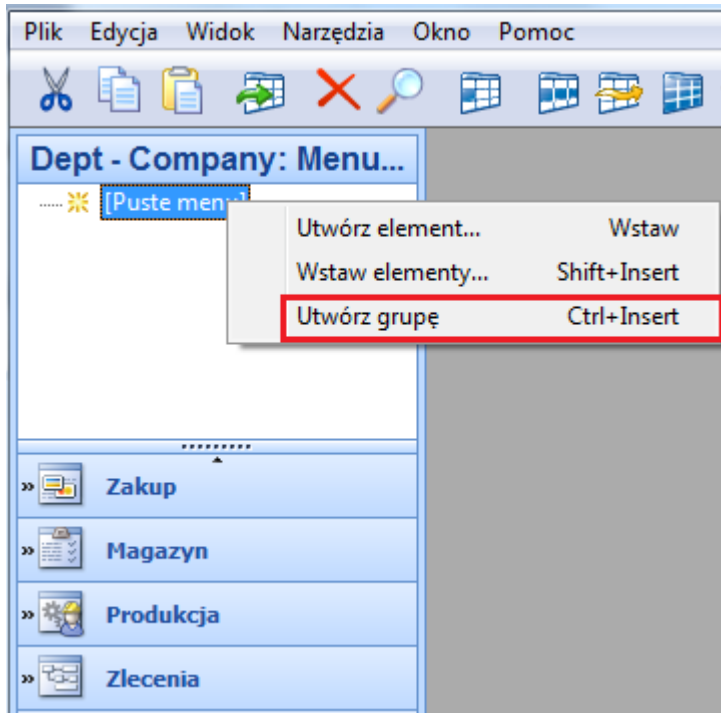 Plik Edycja Widok Narzędzia Okno Pomoc
Dept - Company: Menu...
[Puste menu]
Utwórz element... Wstaw
Wstaw elementy... Shift+Insert
Utwórz grupę Ctrl+Insert
Zakup
Magazyn
Produkcja
Zlecenia